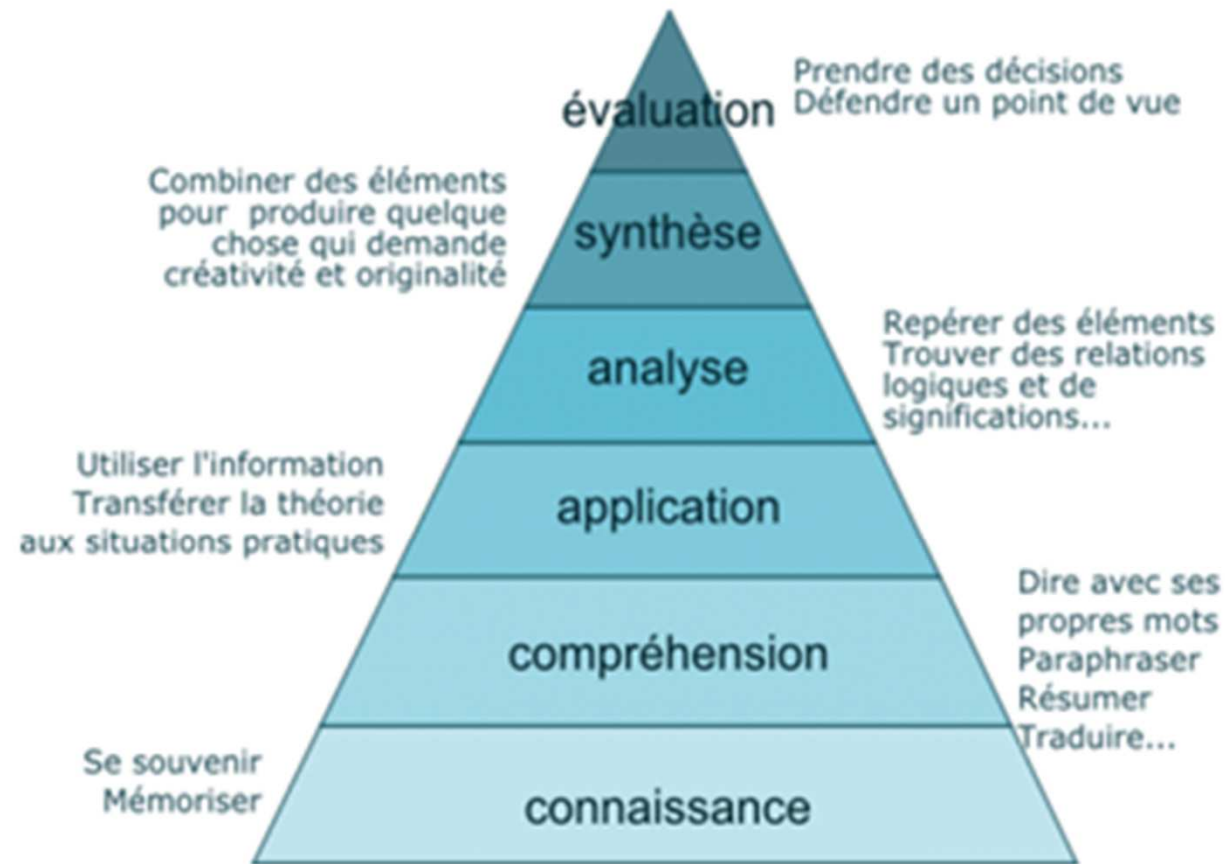 évaluation
Prendre des décisions
Défendre un point de vue
Combiner des éléments
pour  produire quelque
chose qui demande
créativité et originalité
synthèse
analyse
Repérer des éléments
Trouver des relations
logiques et de
significations...
Utiliser l'information
Transférer la théorie
aux situations pratiques
application
compréhension
Dire avec ses
propres mots
Paraphraser
Résumer
Traduire...
Se souvenir
Mémoriser
connaissance